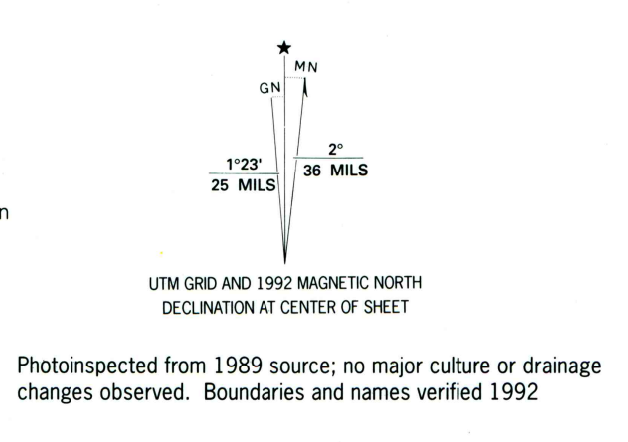 ★
MN
GN
1°23'
2°
25 MILS
36 MILS
n
UTM GRID AND 1992 MAGNETIC NORTH
DECLINATION AT CENTER OF SHEET
Photoinspected from 1989 source; no major culture or drainage
changes observed. Boundaries and names verified 1992